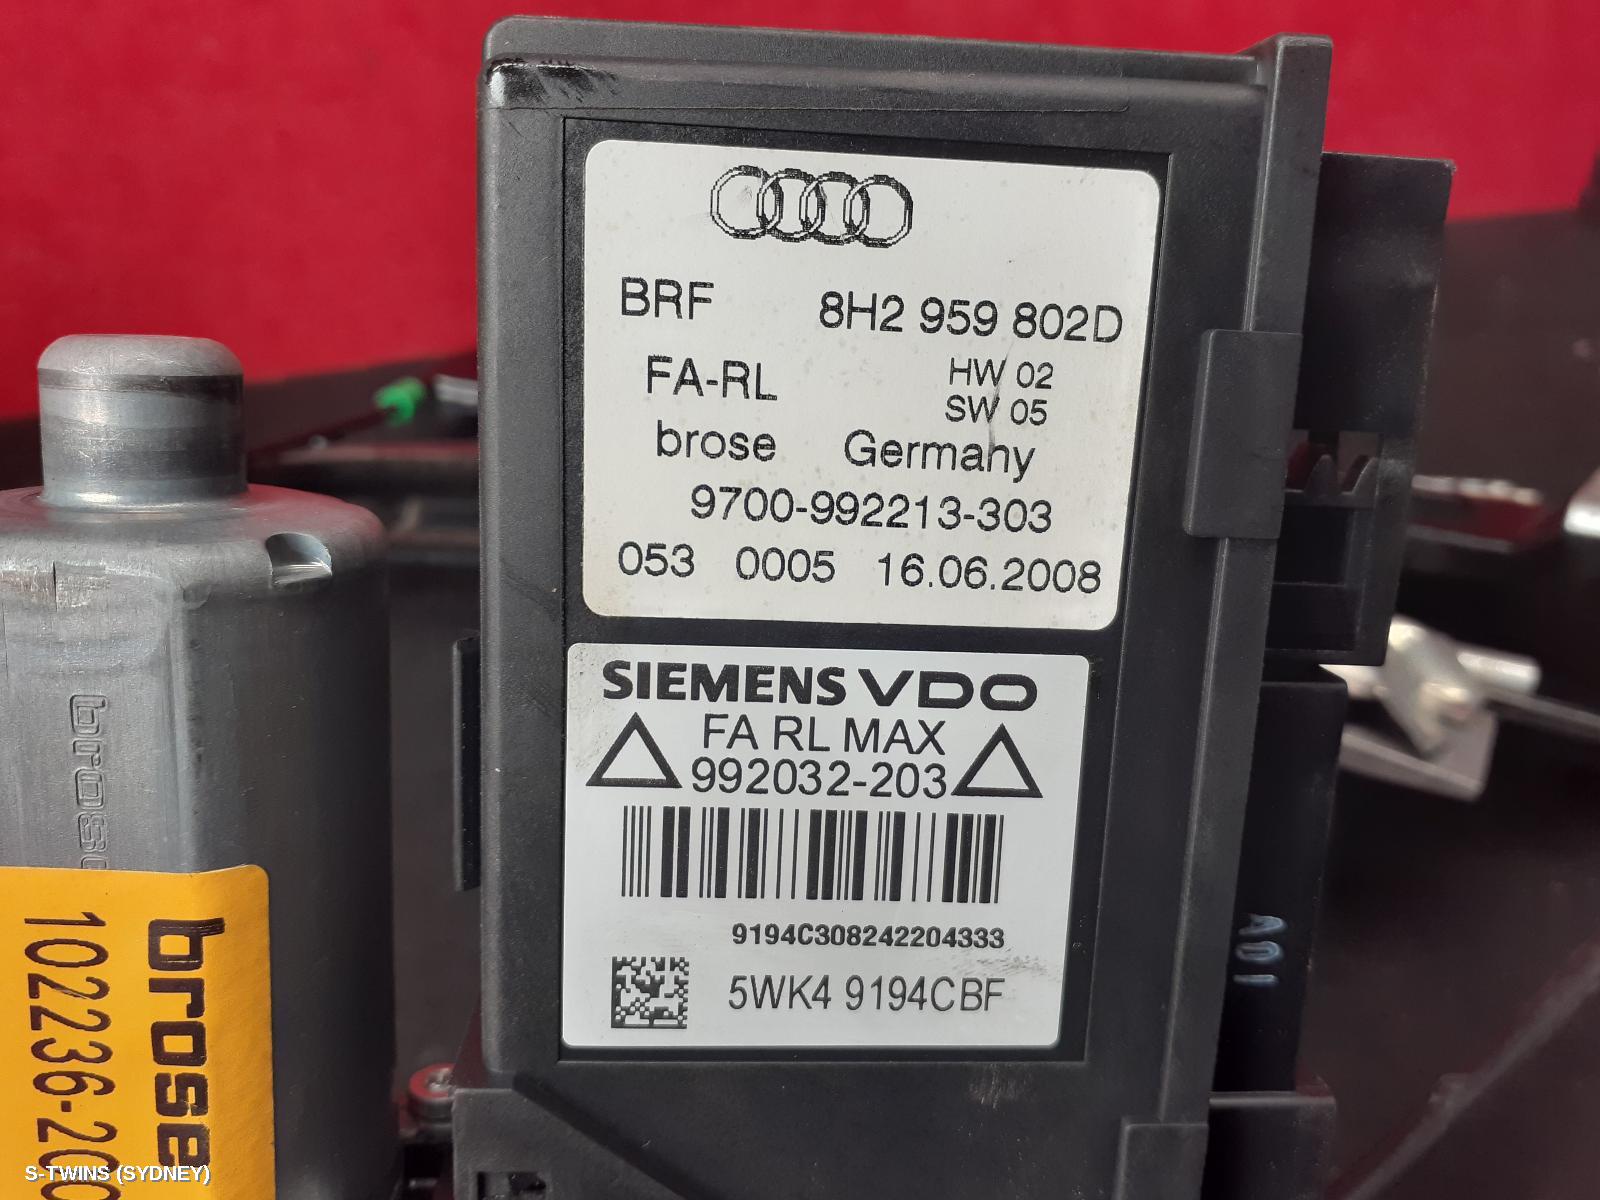 BRF 8H2 959 802D
FA-RL HW 02
SW 05
brose Germany
9700-992213-303
053 0005 16.06.2008
SIEMENS VDO
FA RL MAX
992032-203
9194C308242204333
5WK4 9194CBF
A01
brose
brose
102236-200
S-TWINS (SYDNEY)